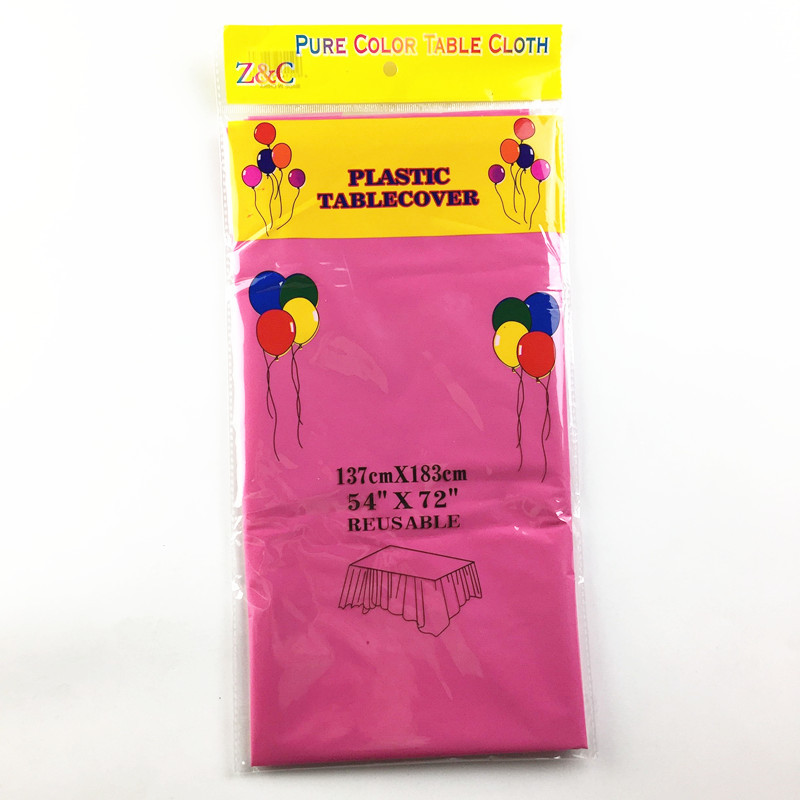 PURE COLOR TABLE CLOTH
Z&C
PLASTIC
TABLECOVER
137cmX183cm
54" X 72"
REUSABLE